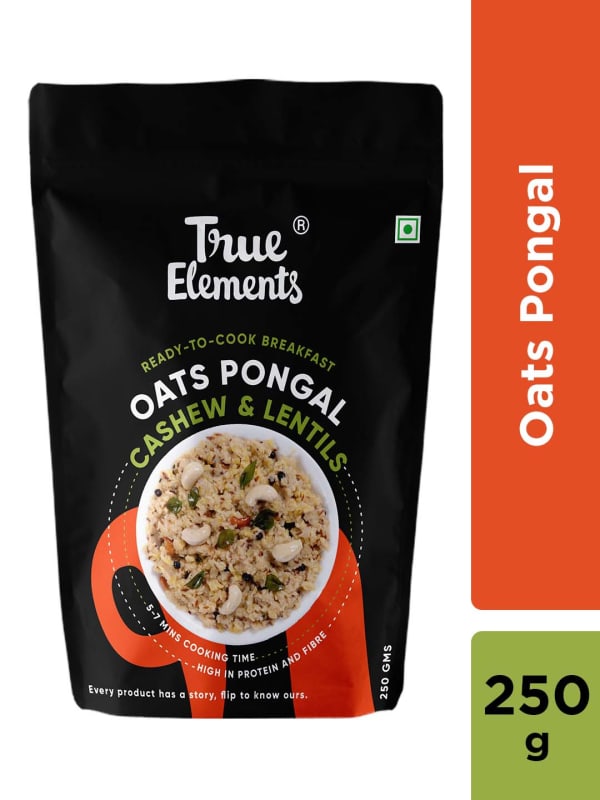 True ®
Elements
READY-TO-COOK BREAKFAST
OATS PONGAL
CASHEW & LENTILS
5-7 MINS COOKING TIME
HIGH IN PROTEIN AND FIBRE
Every product has a story, flip to know ours.
250 GMS
Oats Pongal
250
g